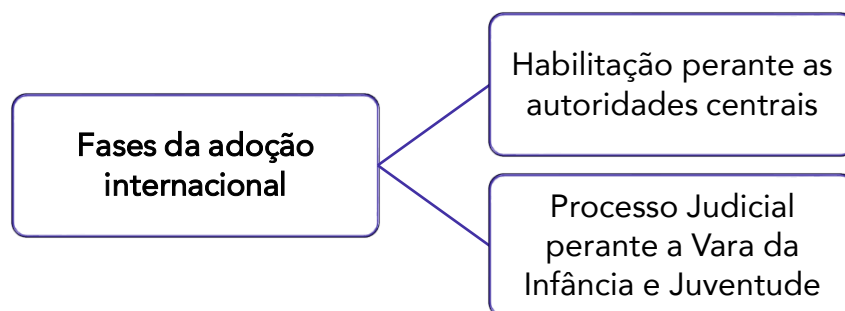 Fases da adoção
internacional
Habilitação perante as
autoridades centrais
Processo Judicial
perante a Vara da
Infância e Juventude